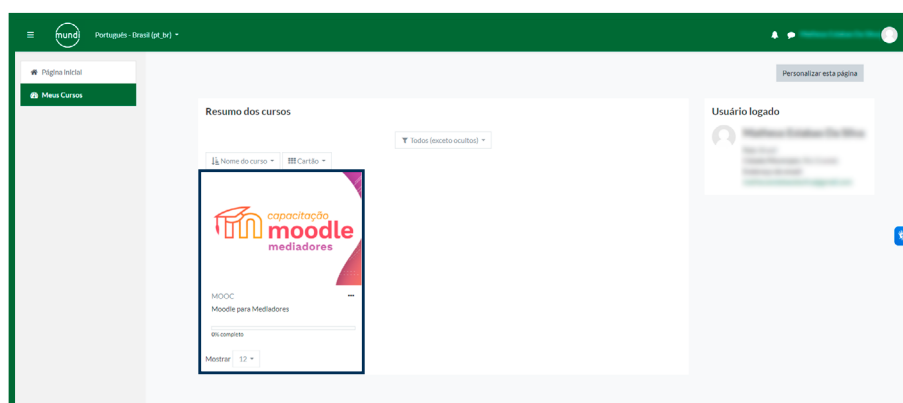 mundi
Português - Brasil (pt_br)
Página Inicial
Meus Cursos
Personalizar esta página
Resumo dos cursos
Todos (exceto ocultos)
Nome do curso
Cartão
capacitação
moodle
mediadores
MOOC
Moodle para Mediadores
0% completo
Mostrar 12
Usuário logado